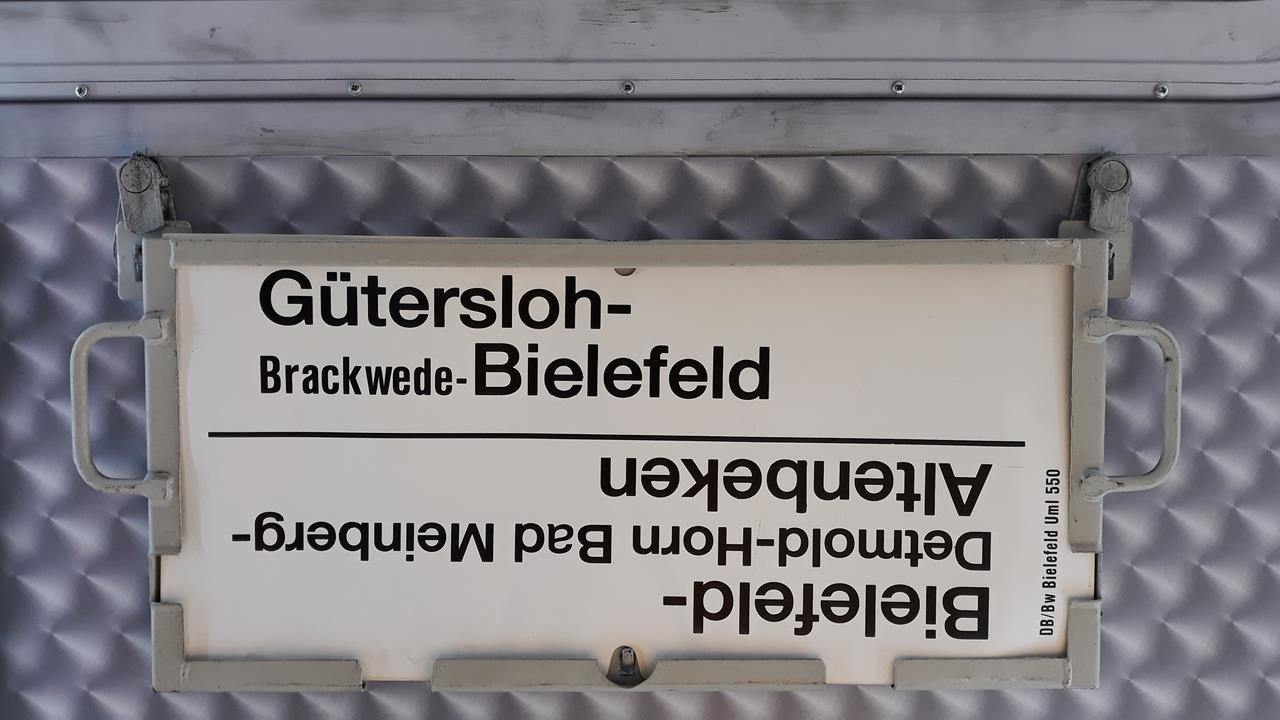 Gütersloh-
Brackwede-Bielefeld
Bielefeld-
Detmold-Horn Bad Meinberg-
Altenbeken
DB/Bw Bielefeld Uml 550